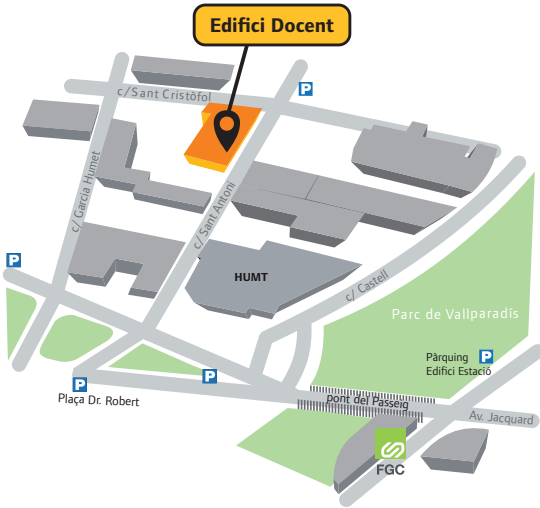 Edifici Docent
P
c/Sant Cristòfol
c/ Garcia Humet
c/ Sant Antoni
P
HUMT
c/ Castell
Parc de Vallparadís
Pàrquing P
Edifici Estació
P
P
Plaça Dr. Robert
pont del Passeig
Av. Jacquard
FGC